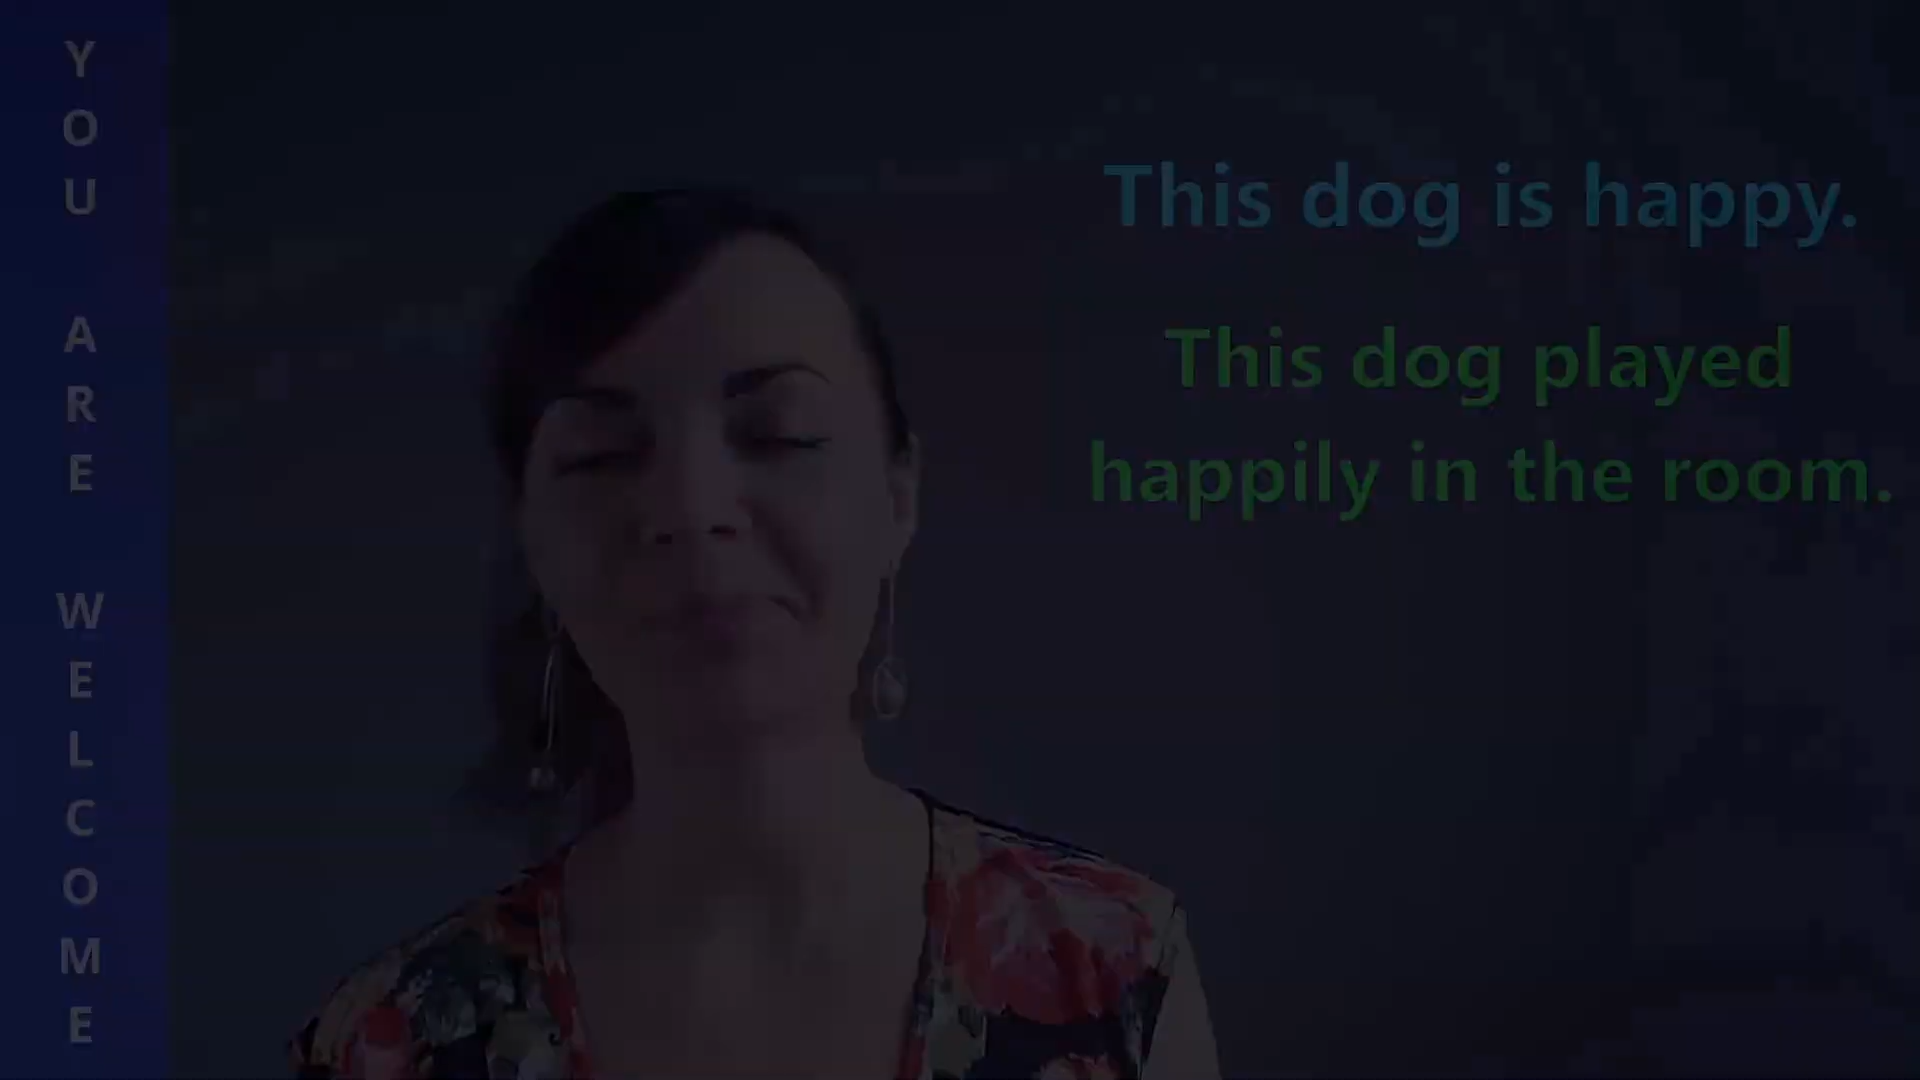 YOU ARE WELCOME
This dog is happy.
This dog played
happily in the room.